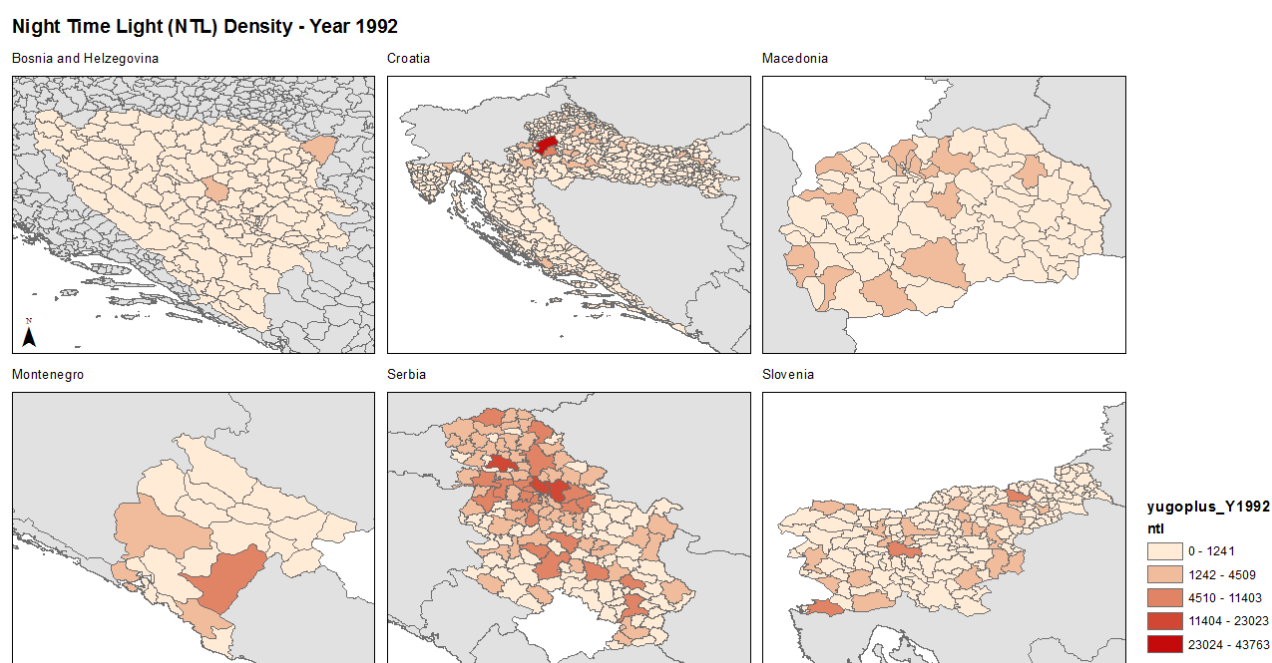 Night Time Light (NTL) Density - Year 1992
Bosnia and Helzegovina
Croatia
Macedonia
N
Montenegro
Serbia
Slovenia
yugoplus_Y1992
ntl
0 - 1241
1242 - 4509
4510 - 11403
11404 - 23023
23024 - 43763